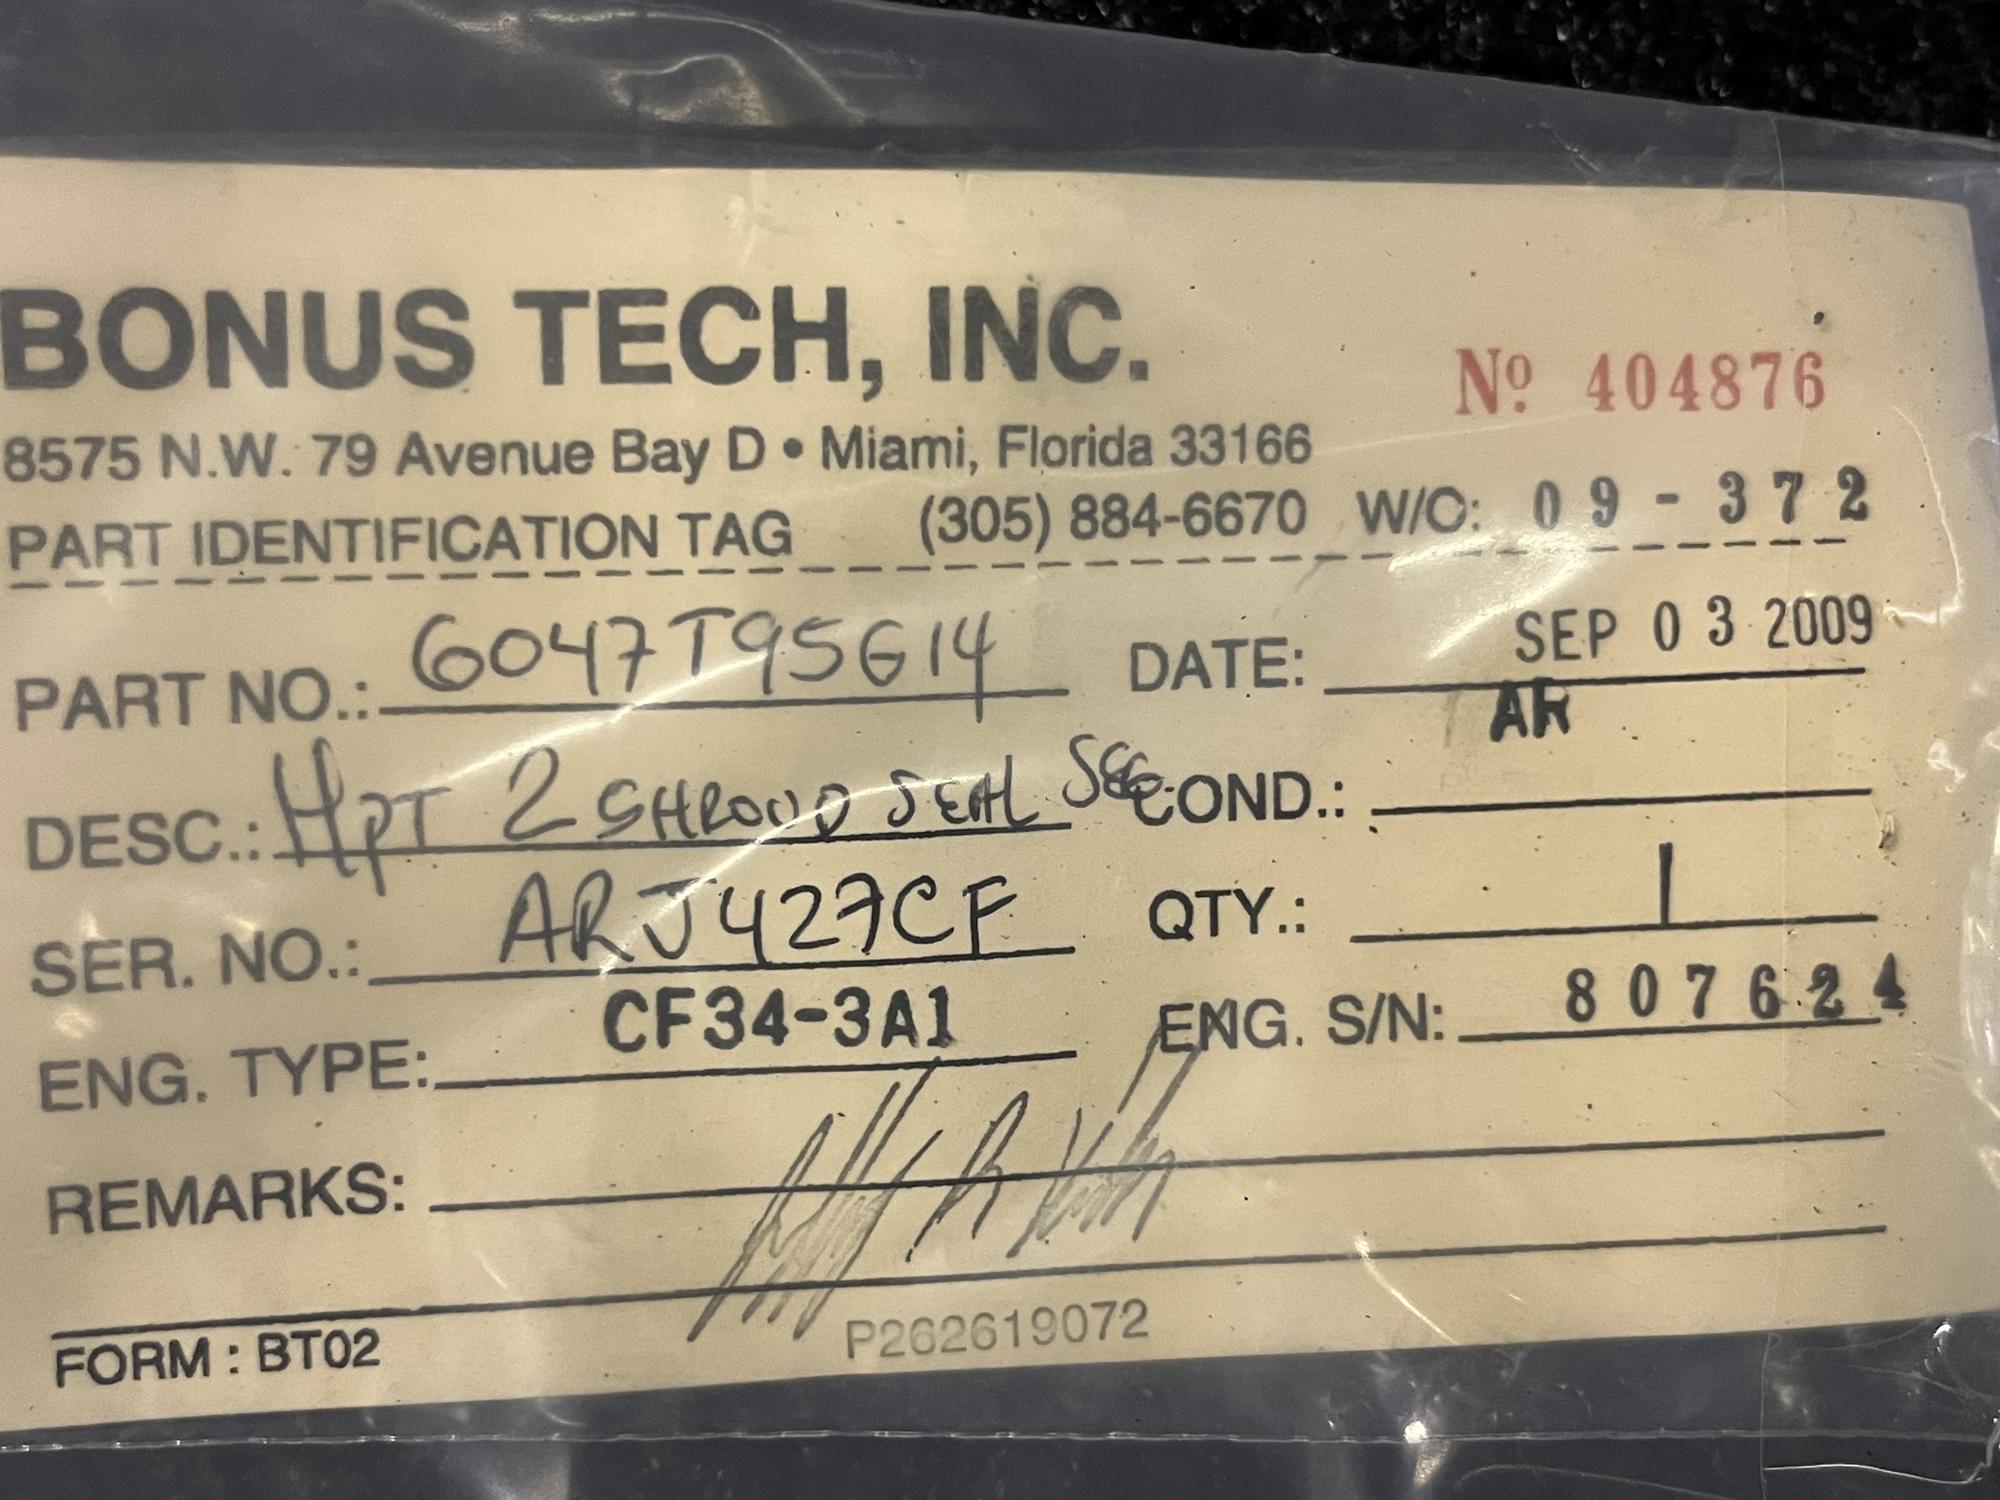 BONUS TECH, INC.
Nº 404876
8575 N.W. 79 Avenue Bay D • Miami, Florida 33166
PART IDENTIFICATION TAG (305) 884-6670 W/O: 09-372
PART NO.: 6047T95G14 DATE: SEP 03 2009
AR
DESC.: HPT 2 SHROUD SEAL SEG. COND.:
SER. NO.: ARJ427CF QTY.: 1
ENG. TYPE: CF34-3A1 ENG. S/N: 807624
REMARKS:
FORM : BT02 P262619072